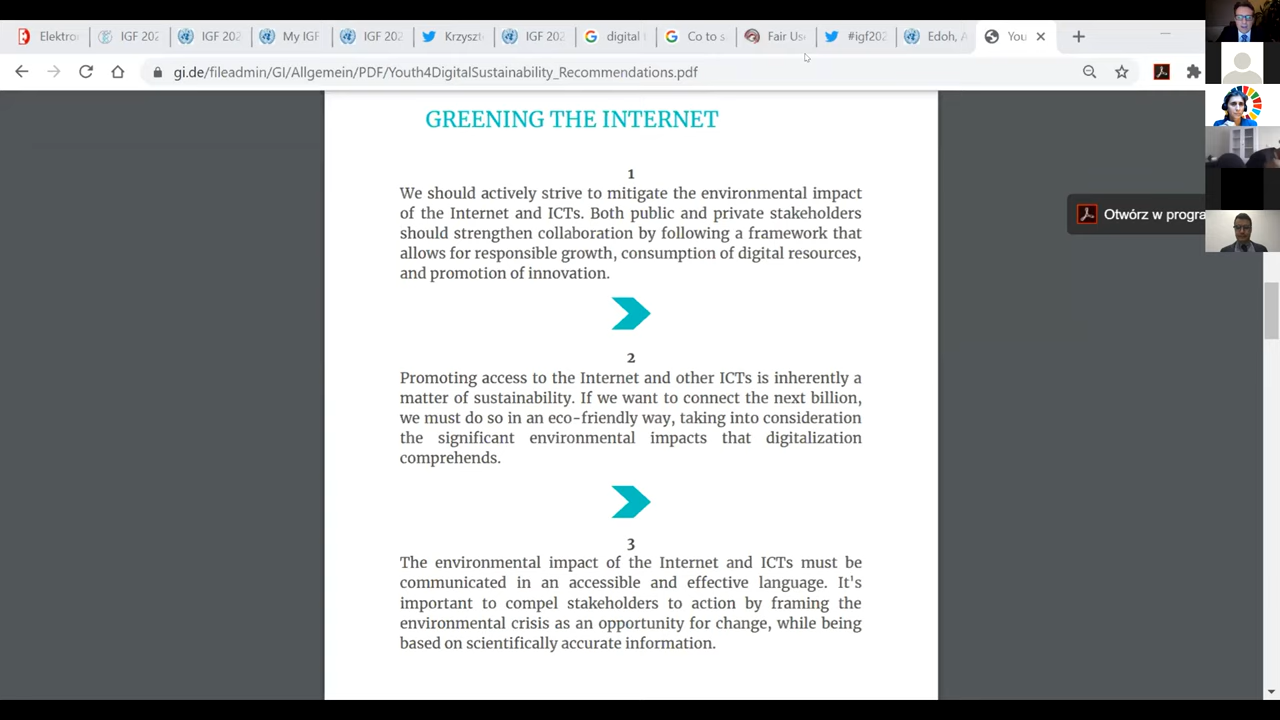 Elektro
IGF 202
IGF 202
My IGF
IGF 202
Krzyszt
IGF 202
digital
Co to s
Fair Us
#igf202
Edoh, A
You
gi.de/fileadmin/GI/Allgemein/PDF/Youth4DigitalSustainability_Recommendations.pdf
GREENING THE INTERNET
1
We should actively strive to mitigate the environmental impact
of the Internet and ICTs. Both public and private stakeholders
should strengthen collaboration by following a framework that
allows for responsible growth, consumption of digital resources,
and promotion of innovation.
Otwórz w progra
2
Promoting access to the Internet and other ICTs is inherently a
matter of sustainability. If we want to connect the next billion,
we must do so in an eco-friendly way, taking into consideration
the significant environmental impacts that digitalization
comprehends.
3
The environmental impact of the Internet and ICTs must be
communicated in an accessible and effective language. It's
important to compel stakeholders to action by framing the
environmental crisis as an opportunity for change, while being
based on scientifically accurate information.